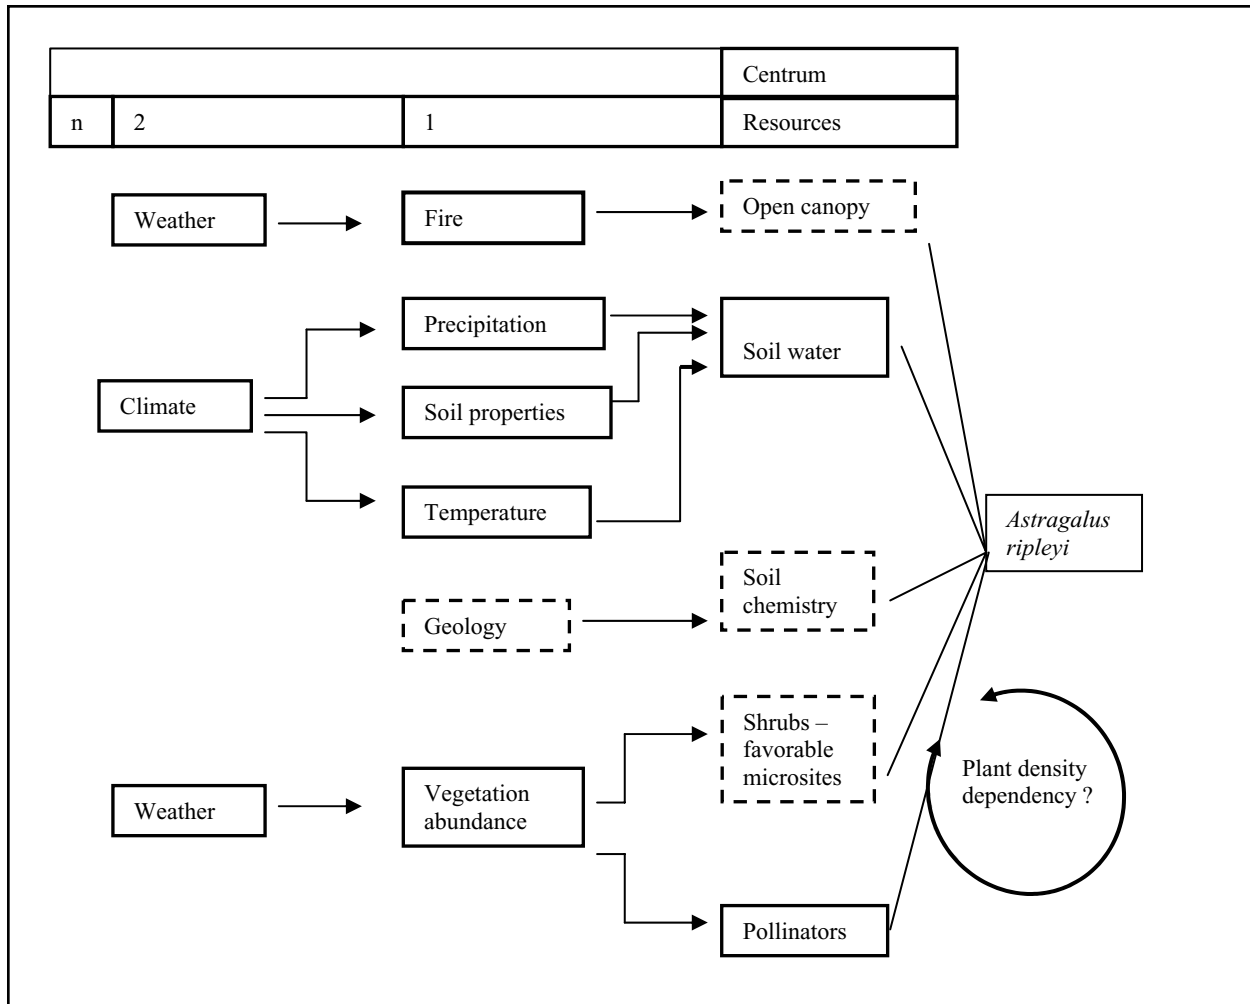 Centrum
n 2 1 Resources
Weather Fire Open canopy
Precipitation
Soil water
Climate Soil properties
Temperature
Astragalus
ripleyi
Soil
chemistry
Geology
Shrubs –
favorable
microsites
Plant density
dependency ?
Weather Vegetation
abundance
Pollinators